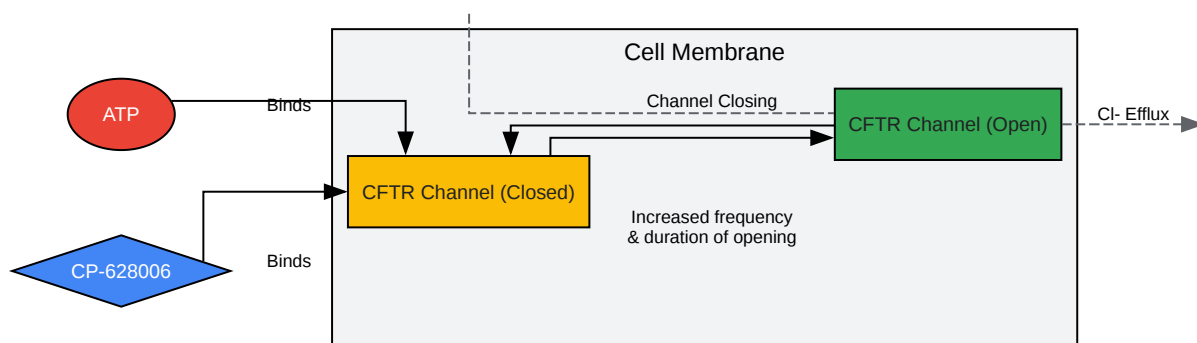 Cell Membrane
ATP
Binds
Channel Closing
CFTR Channel (Open)
Cl- Efflux
CFTR Channel (Closed)
Increased frequency
& duration of opening
CP-628006
Binds